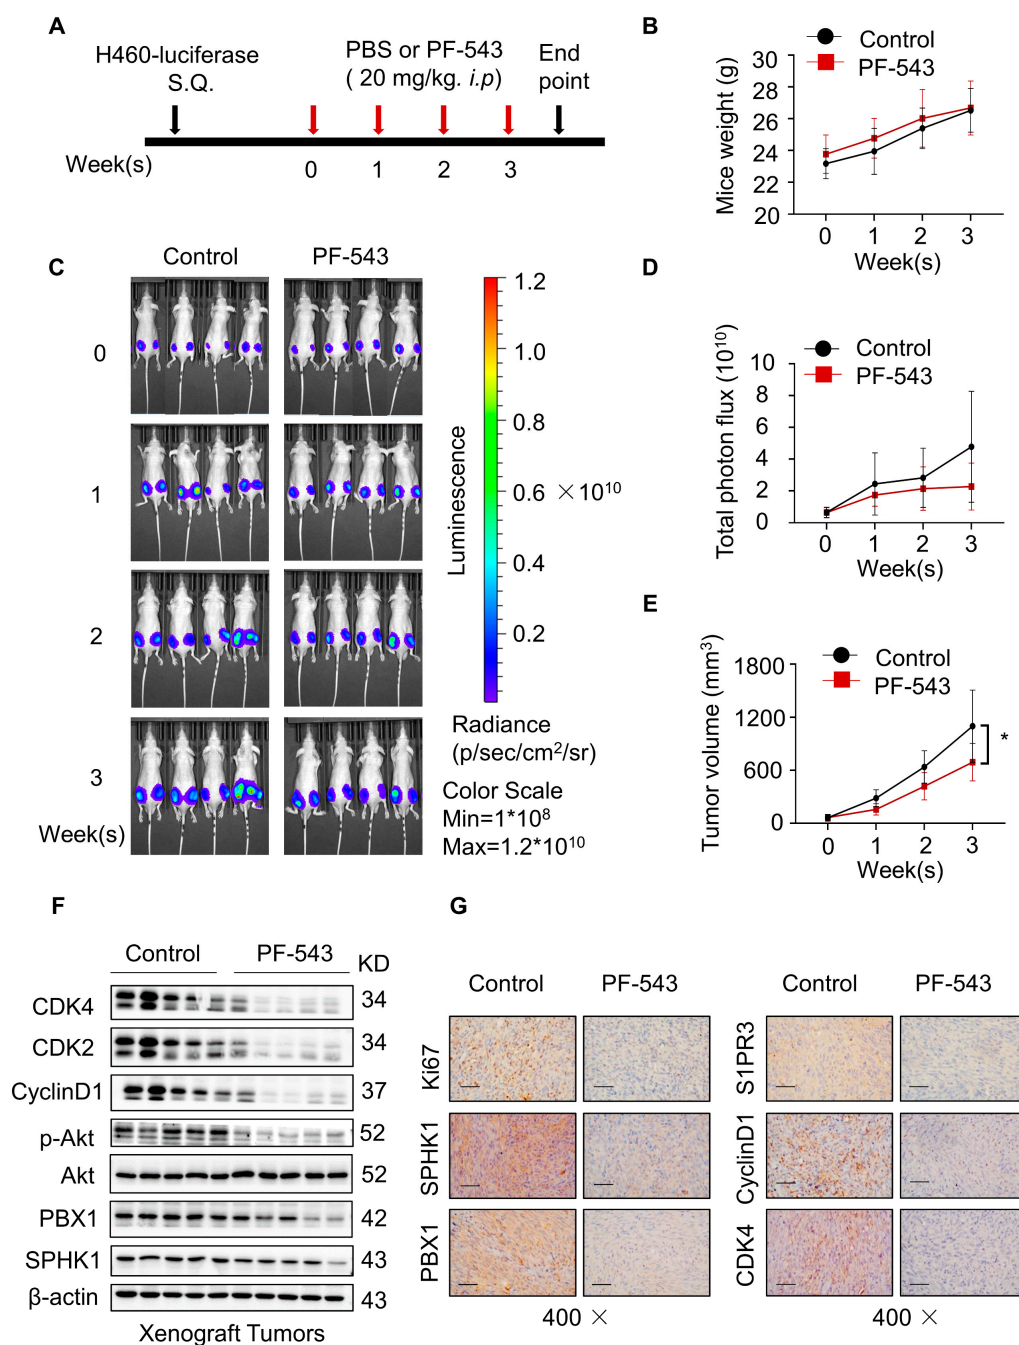 A
H460-luciferase
S.Q.
PBS or PF-543
( 20 mg/kg. i.p)
End
point
Week(s)
0 1 2 3
B
Control
PF-543
Mice weight (g)
30
28
26
24
22
20
0 1 2 3
Week(s)
C
Control PF-543
0
1
2
3
Week(s)
Luminescence
1.2
1.0
0.8
0.6 ×10¹⁰
0.4
0.2
Radiance
(p/sec/cm²/sr)
Color Scale
Min=1*10⁸
Max=1.2*10¹⁰
D
Control
PF-543
Total photon flux (10¹⁰)
10
8
6
4
2
0
0 1 2 3
Week(s)
E
Control
PF-543
Tumor volume (mm³)
1800
1200
600
0
*
0 1 2 3
Week(s)
F
Control PF-543 KD
CDK4 34
CDK2 34
CyclinD1 37
p-Akt 52
Akt 52
PBX1 42
SPHK1 43
β-actin 43
Xenograft Tumors
G
Control PF-543 Control PF-543
Ki67 S1PR3
SPHK1 CyclinD1
PBX1 CDK4
400 × 400 ×